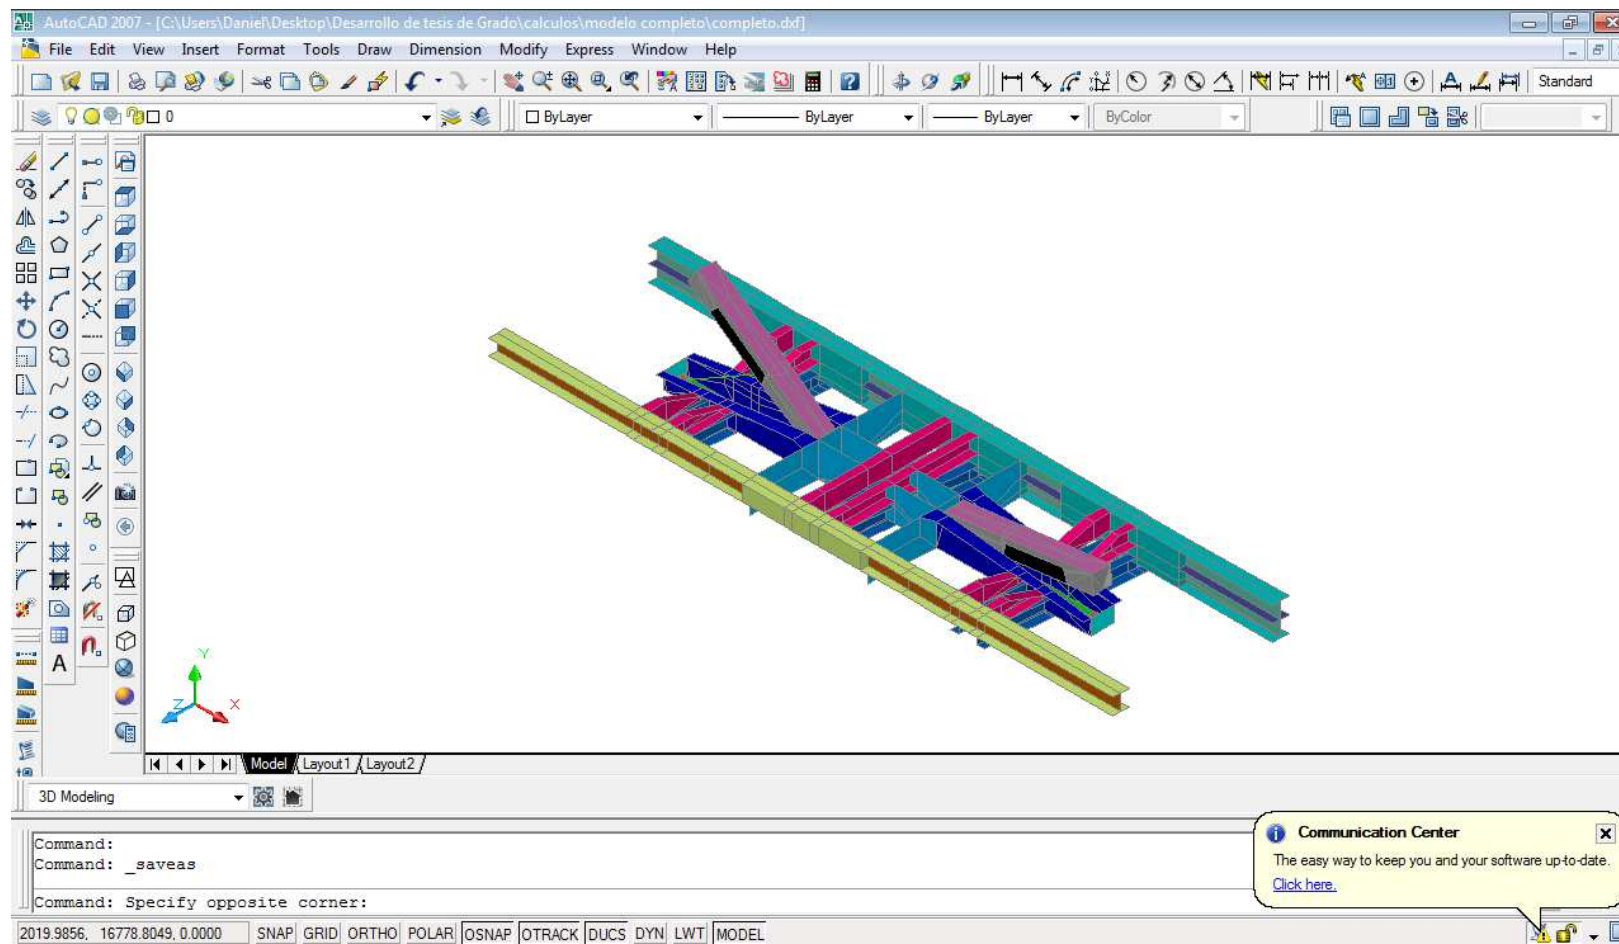 AutoCAD 2007 - [C:\Users\Daniel\Desktop\Desarrollo de tesis de Grado\calculos\modelo completo\completo.dxf]
File Edit View Insert Format Tools Draw Dimension Modify Express Window Help
Standard
0 ByLayer ByLayer ByLayer ByColor
A
Y
Z X
Model Layout1 Layout2
3D Modeling
Command:
Command: _saveas
Command: Specify opposite corner:
Communication Center
The easy way to keep you and your software up-to-date.
Click here.
2019.9856, 16778.8049, 0.0000 SNAP GRID ORTHO POLAR OSNAP OTRACK DUCS DYN LWT MODEL